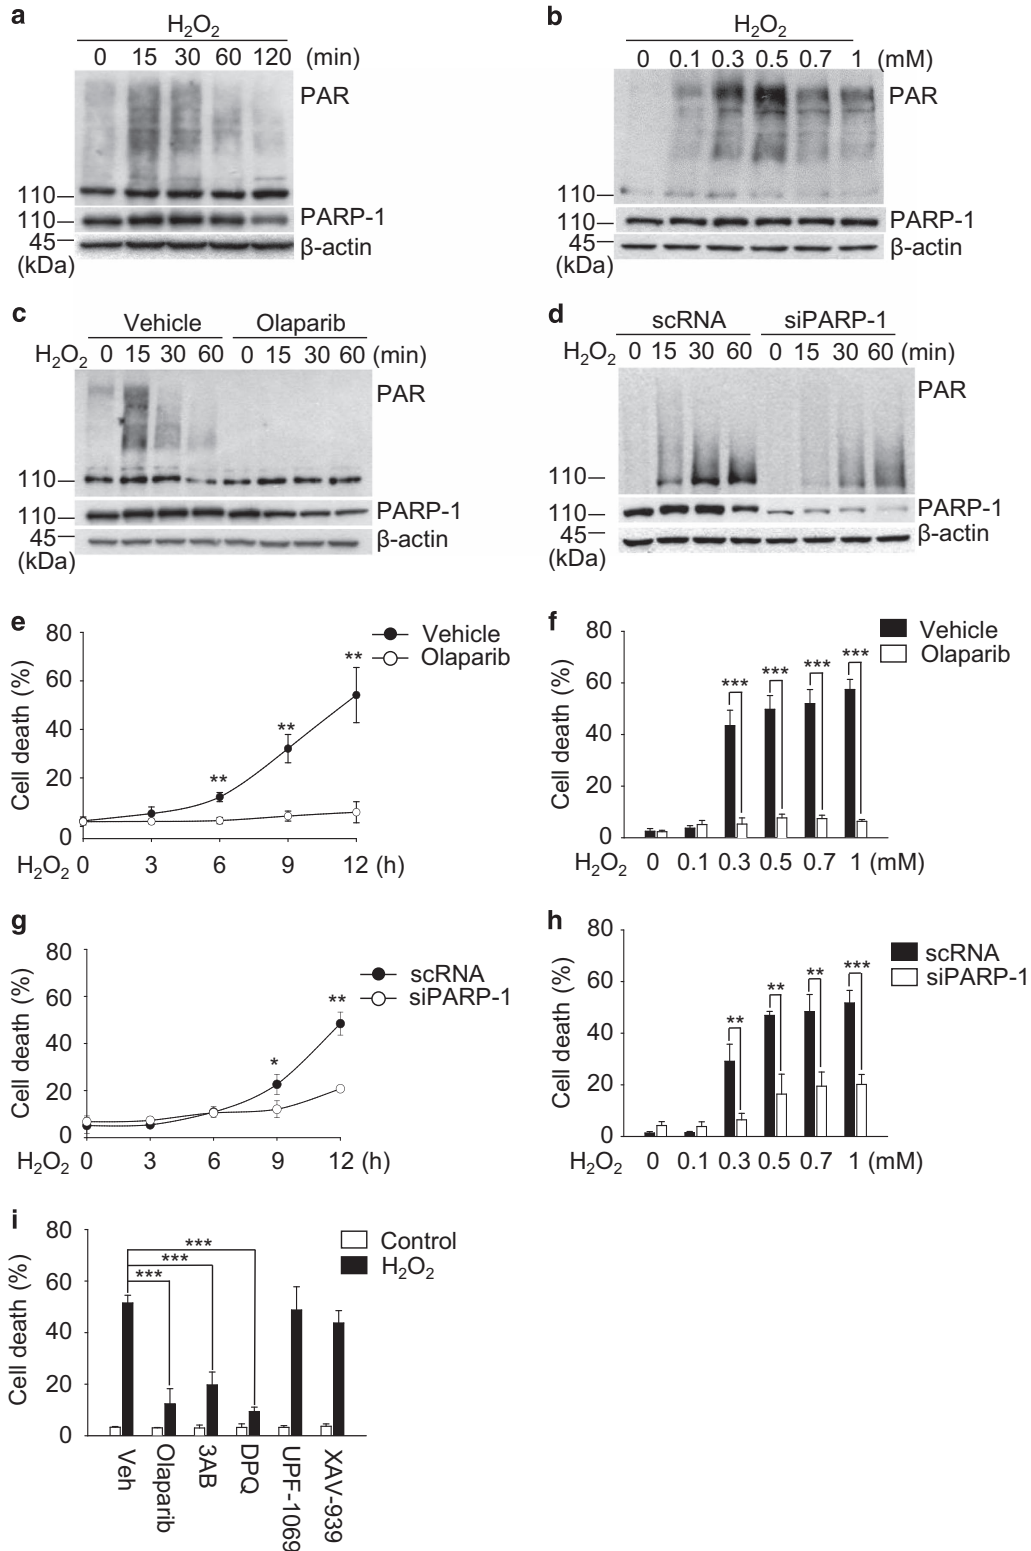 a
H₂O₂
0 15 30 60 120 (min)
PAR
110
110 PARP-1
45 β-actin
(kDa)
b
H₂O₂
0 0.1 0.3 0.5 0.7 1 (mM)
PAR
110
110 PARP-1
45 β-actin
(kDa)
c
Vehicle Olaparib
H₂O₂ 0 15 30 60 0 15 30 60 (min)
PAR
110
110 PARP-1
45 β-actin
(kDa)
d
scRNA siPARP-1
H₂O₂ 0 15 30 60 0 15 30 60 (min)
PAR
110
110 PARP-1
45 β-actin
(kDa)
e
Cell death (%)
80
60
40
20
0
Vehicle
Olaparib
**
**
**
H₂O₂ 0 3 6 9 12 (h)
f
Cell death (%)
80
60
40
20
0
Vehicle
Olaparib
*** *** *** ***
H₂O₂ 0 0.1 0.3 0.5 0.7 1 (mM)
g
Cell death (%)
80
60
40
20
0
scRNA
siPARP-1
**
*
H₂O₂ 0 3 6 9 12 (h)
h
Cell death (%)
80
60
40
20
0
scRNA
siPARP-1
** ** ** ***
H₂O₂ 0 0.1 0.3 0.5 0.7 1 (mM)
i
Cell death (%)
80
60
40
20
0
Control
H₂O₂
***
***
***
Veh
Olaparib
3AB
DPQ
UPF-1069
XAV-939